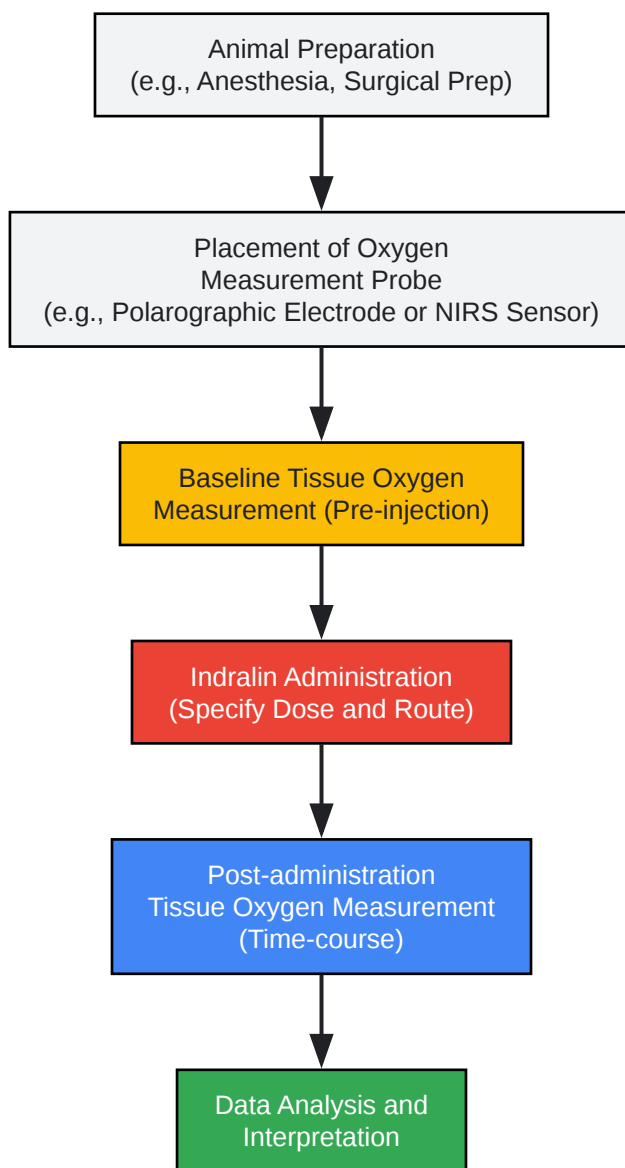 Animal Preparation
(e.g., Anesthesia, Surgical Prep)
Placement of Oxygen
Measurement Probe
(e.g., Polarographic Electrode or NIRS Sensor)
Baseline Tissue Oxygen
Measurement (Pre-injection)
Indralin Administration
(Specify Dose and Route)
Post-administration
Tissue Oxygen Measurement
(Time-course)
Data Analysis and
Interpretation